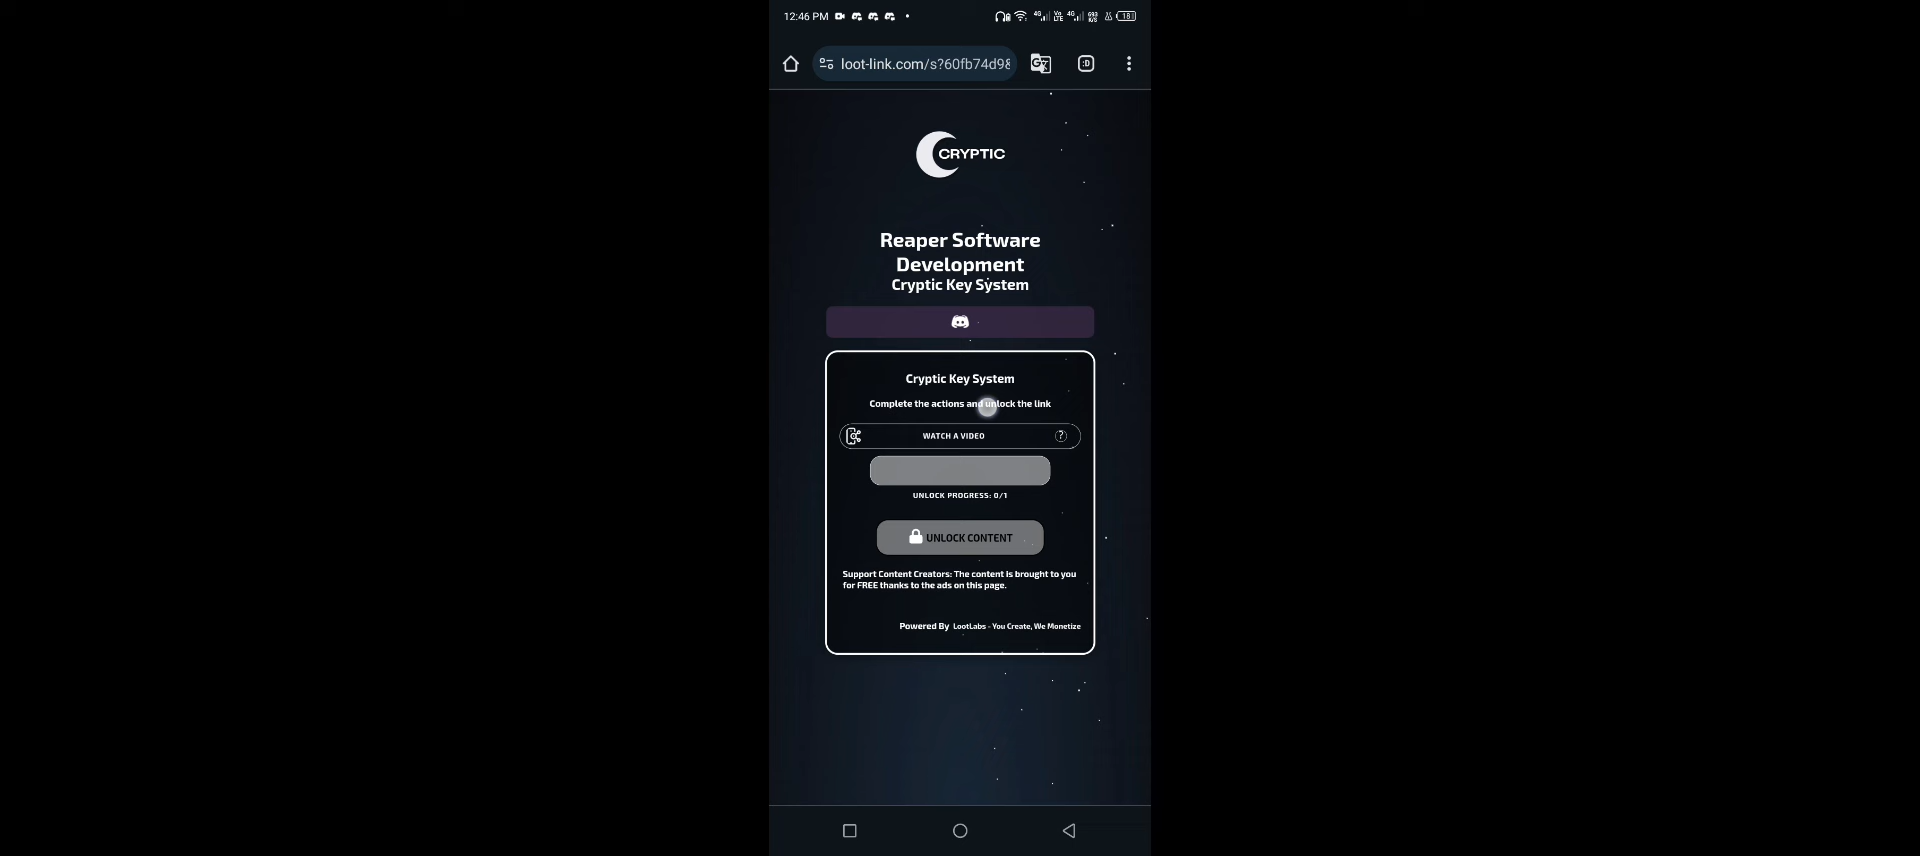 12:46 PM
loot-link.com/s?60fb74d98
:D
CRYPTIC
Reaper Software
Development
Cryptic Key System
Cryptic Key System
Complete the actions and unlock the link
WATCH A VIDEO ?
UNLOCK PROGRESS: 0/1
UNLOCK CONTENT
Support Content Creators: The content is brought to you
for FREE thanks to the ads on this page.
Powered By LootLabs - You Create, We Monetize